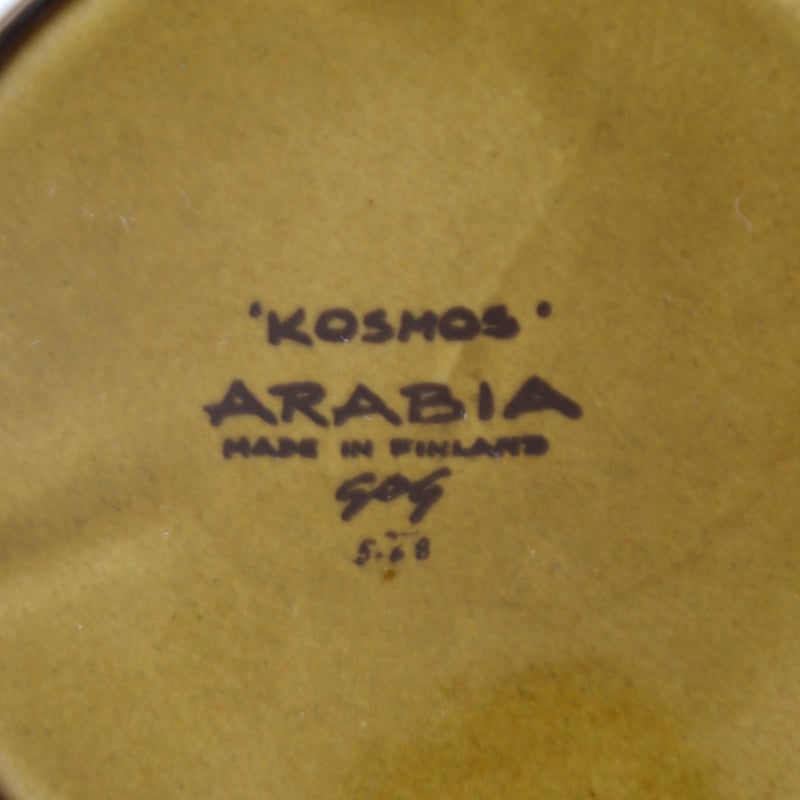 'KOSMOS'
ARABIA
MADE IN FINLAND
GOG
5-68